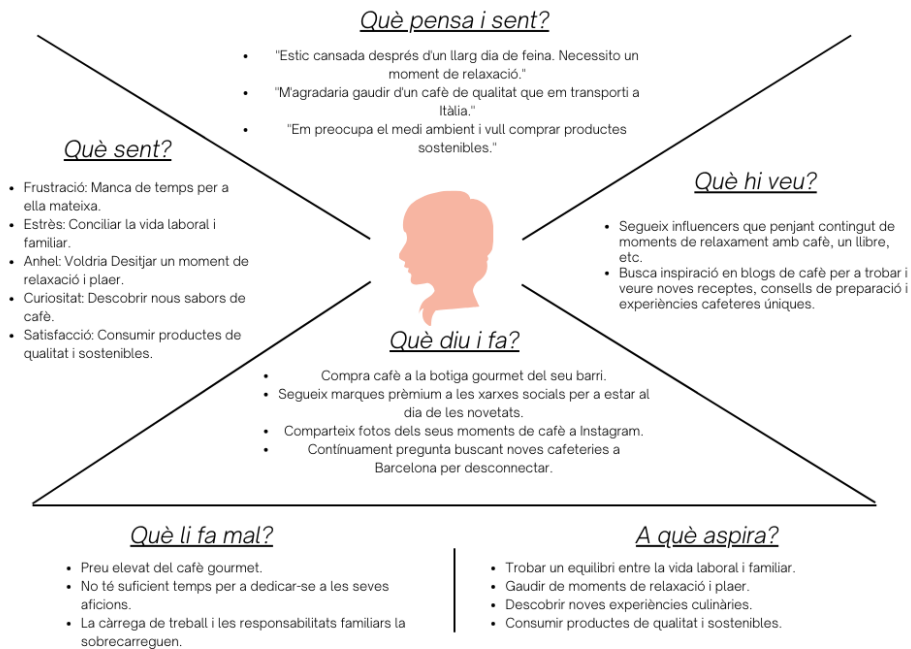 Què pensa i sent?
• "Estic cansada després d'un llarg dia de feina. Necessito un
moment de relaxació."
• "M'agradaria gaudir d'un cafè de qualitat que em transporti a
Itàlia."
• "Em preocupa el medi ambient i vull comprar productes
sostenibles."
Què sent?
• Frustració: Manca de temps per a
ella mateixa.
• Estrès: Conciliar la vida laboral i
familiar.
• Anhel: Voldria Desitjar un moment de
relaxació i plaer.
• Curiositat: Descobrir nous sabors de
cafè.
• Satisfacció: Consumir productes de
qualitat i sostenibles.
Què hi veu?
• Segueix influencers que penjant contingut de
moments de relaxament amb cafè, un llibre,
etc.
• Busca inspiració en blogs de cafè per a trobar i
veure noves receptes, consells de preparació i
experiències cafeteres úniques.
Què diu i fa?
• Compra cafè a la botiga gourmet del seu barri.
• Segueix marques prèmium a les xarxes socials per a estar al
dia de les novetats.
• Comparteix fotos dels seus moments de cafè a Instagram.
• Contínuament pregunta buscant noves cafeteries a
Barcelona per desconnectar.
Què li fa mal?
• Preu elevat del cafè gourmet.
• No té suficient temps per a dedicar-se a les seves
aficions.
• La càrrega de treball i les responsabilitats familiars la
sobrecarreguen.
A què aspira?
• Trobar un equilibri entre la vida laboral i familiar.
• Gaudir de moments de relaxació i plaer.
• Descobrir noves experiències culinàries.
• Consumir productes de qualitat i sostenibles.